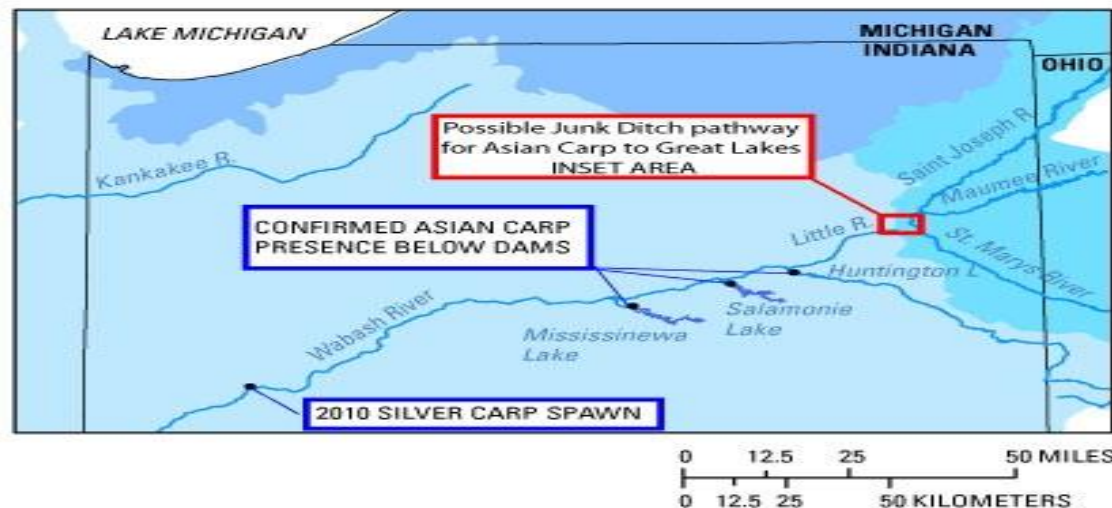 LAKE MICHIGAN
MICHIGAN
INDIANA
OHIO
Possible Junk Ditch pathway
for Asian Carp to Great Lakes
INSET AREA
Saint Joseph R.
Kankakee R.
Maumee River
CONFIRMED ASIAN CARP
PRESENCE BELOW DAMS
Little R.
St. Marys River
Huntington L.
Wabash River
Salamonie
Lake
Mississinewa
Lake
2010 SILVER CARP SPAWN
0 12.5 25 50 MILES
0 12.5 25 50 KILOMETERS